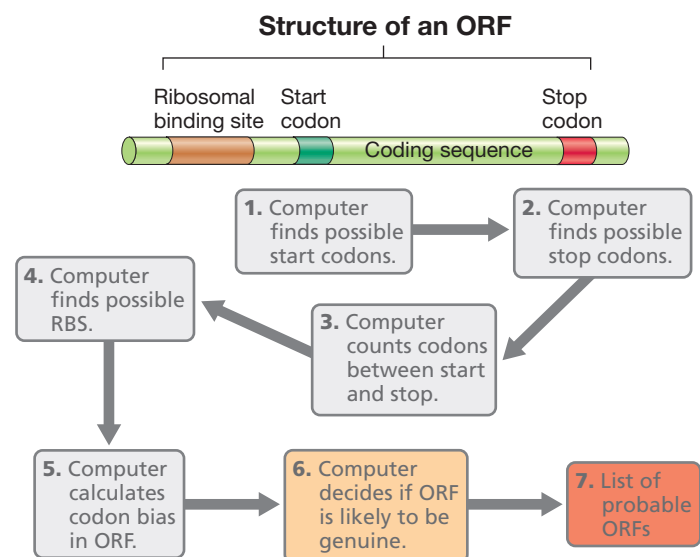 Structure of an ORF
Ribosomal
binding site
Start
codon
Stop
codon
Coding sequence
1. Computer
finds possible
start codons.
2. Computer
finds possible
stop codons.
3. Computer
counts codons
between start
and stop.
4. Computer
finds possible
RBS.
5. Computer
calculates
codon bias
in ORF.
6. Computer
decides if ORF
is likely to be
genuine.
7. List of
probable
ORFs